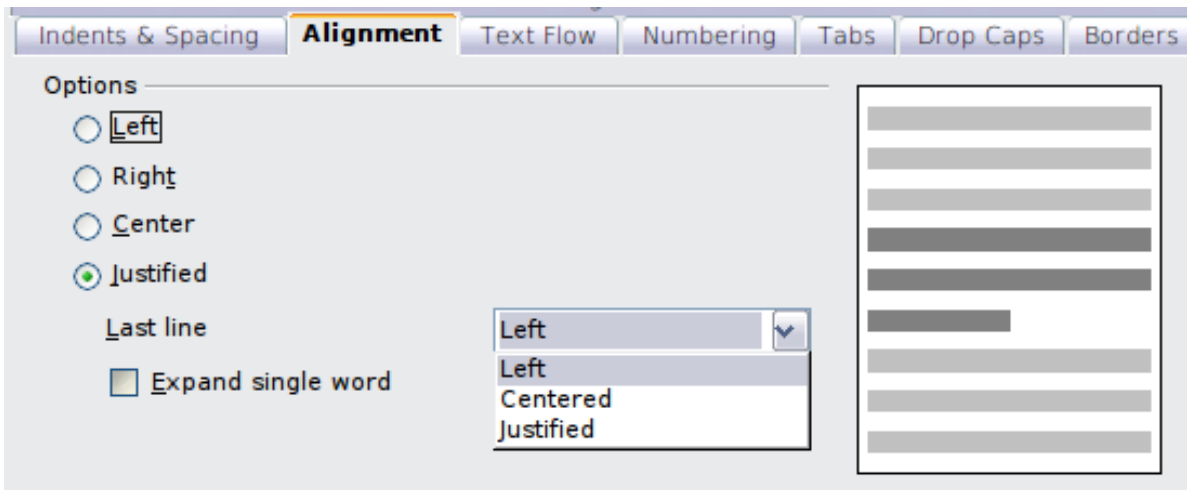 Indents & Spacing Alignment Text Flow Numbering Tabs Drop Caps Borders
Options
Left
Right
Center
Justified
Last line Left
Left
Expand single word
Centered
Justified